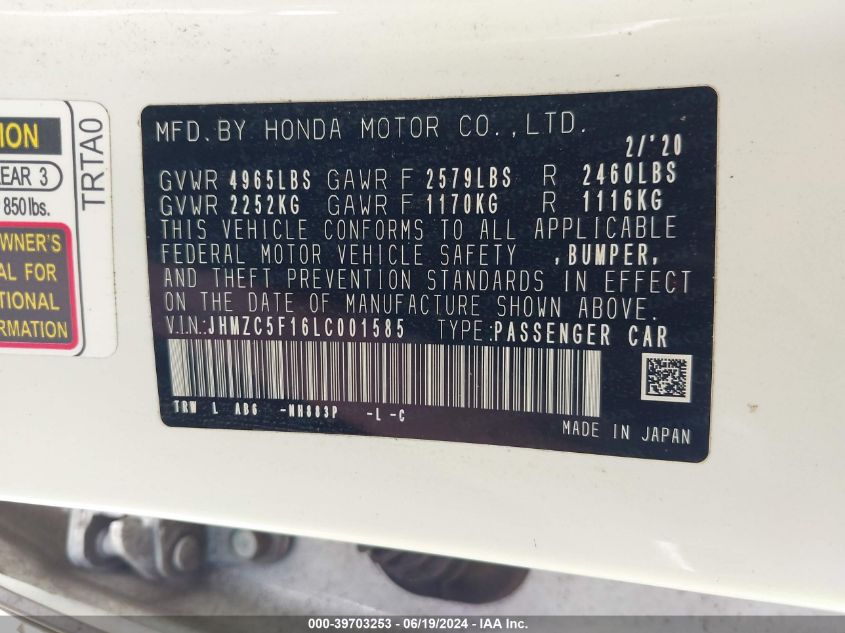 ION
EAR 3
850 lbs.
WNER'S
AL FOR
TIONAL
RMATION
TRTA0
MFD. BY HONDA MOTOR CO., LTD.
2/'20
GVWR 4965LBS GAWR F 2579LBS R 2460LBS
GVWR 2252KG GAWR F 1170KG R 1116KG
THIS VEHICLE CONFORMS TO ALL APPLICABLE
FEDERAL MOTOR VEHICLE SAFETY , BUMPER,
AND THEFT PREVENTION STANDARDS IN EFFECT
ON THE DATE OF MANUFACTURE SHOWN ABOVE.
V.IN.:JHMZC5F16LC001585 TYPE:PASSENGER CAR
TRW L AB6 -NH883P -L -C
MADE IN JAPAN
000-39703253 - 06/19/2024 - IAA Inc.